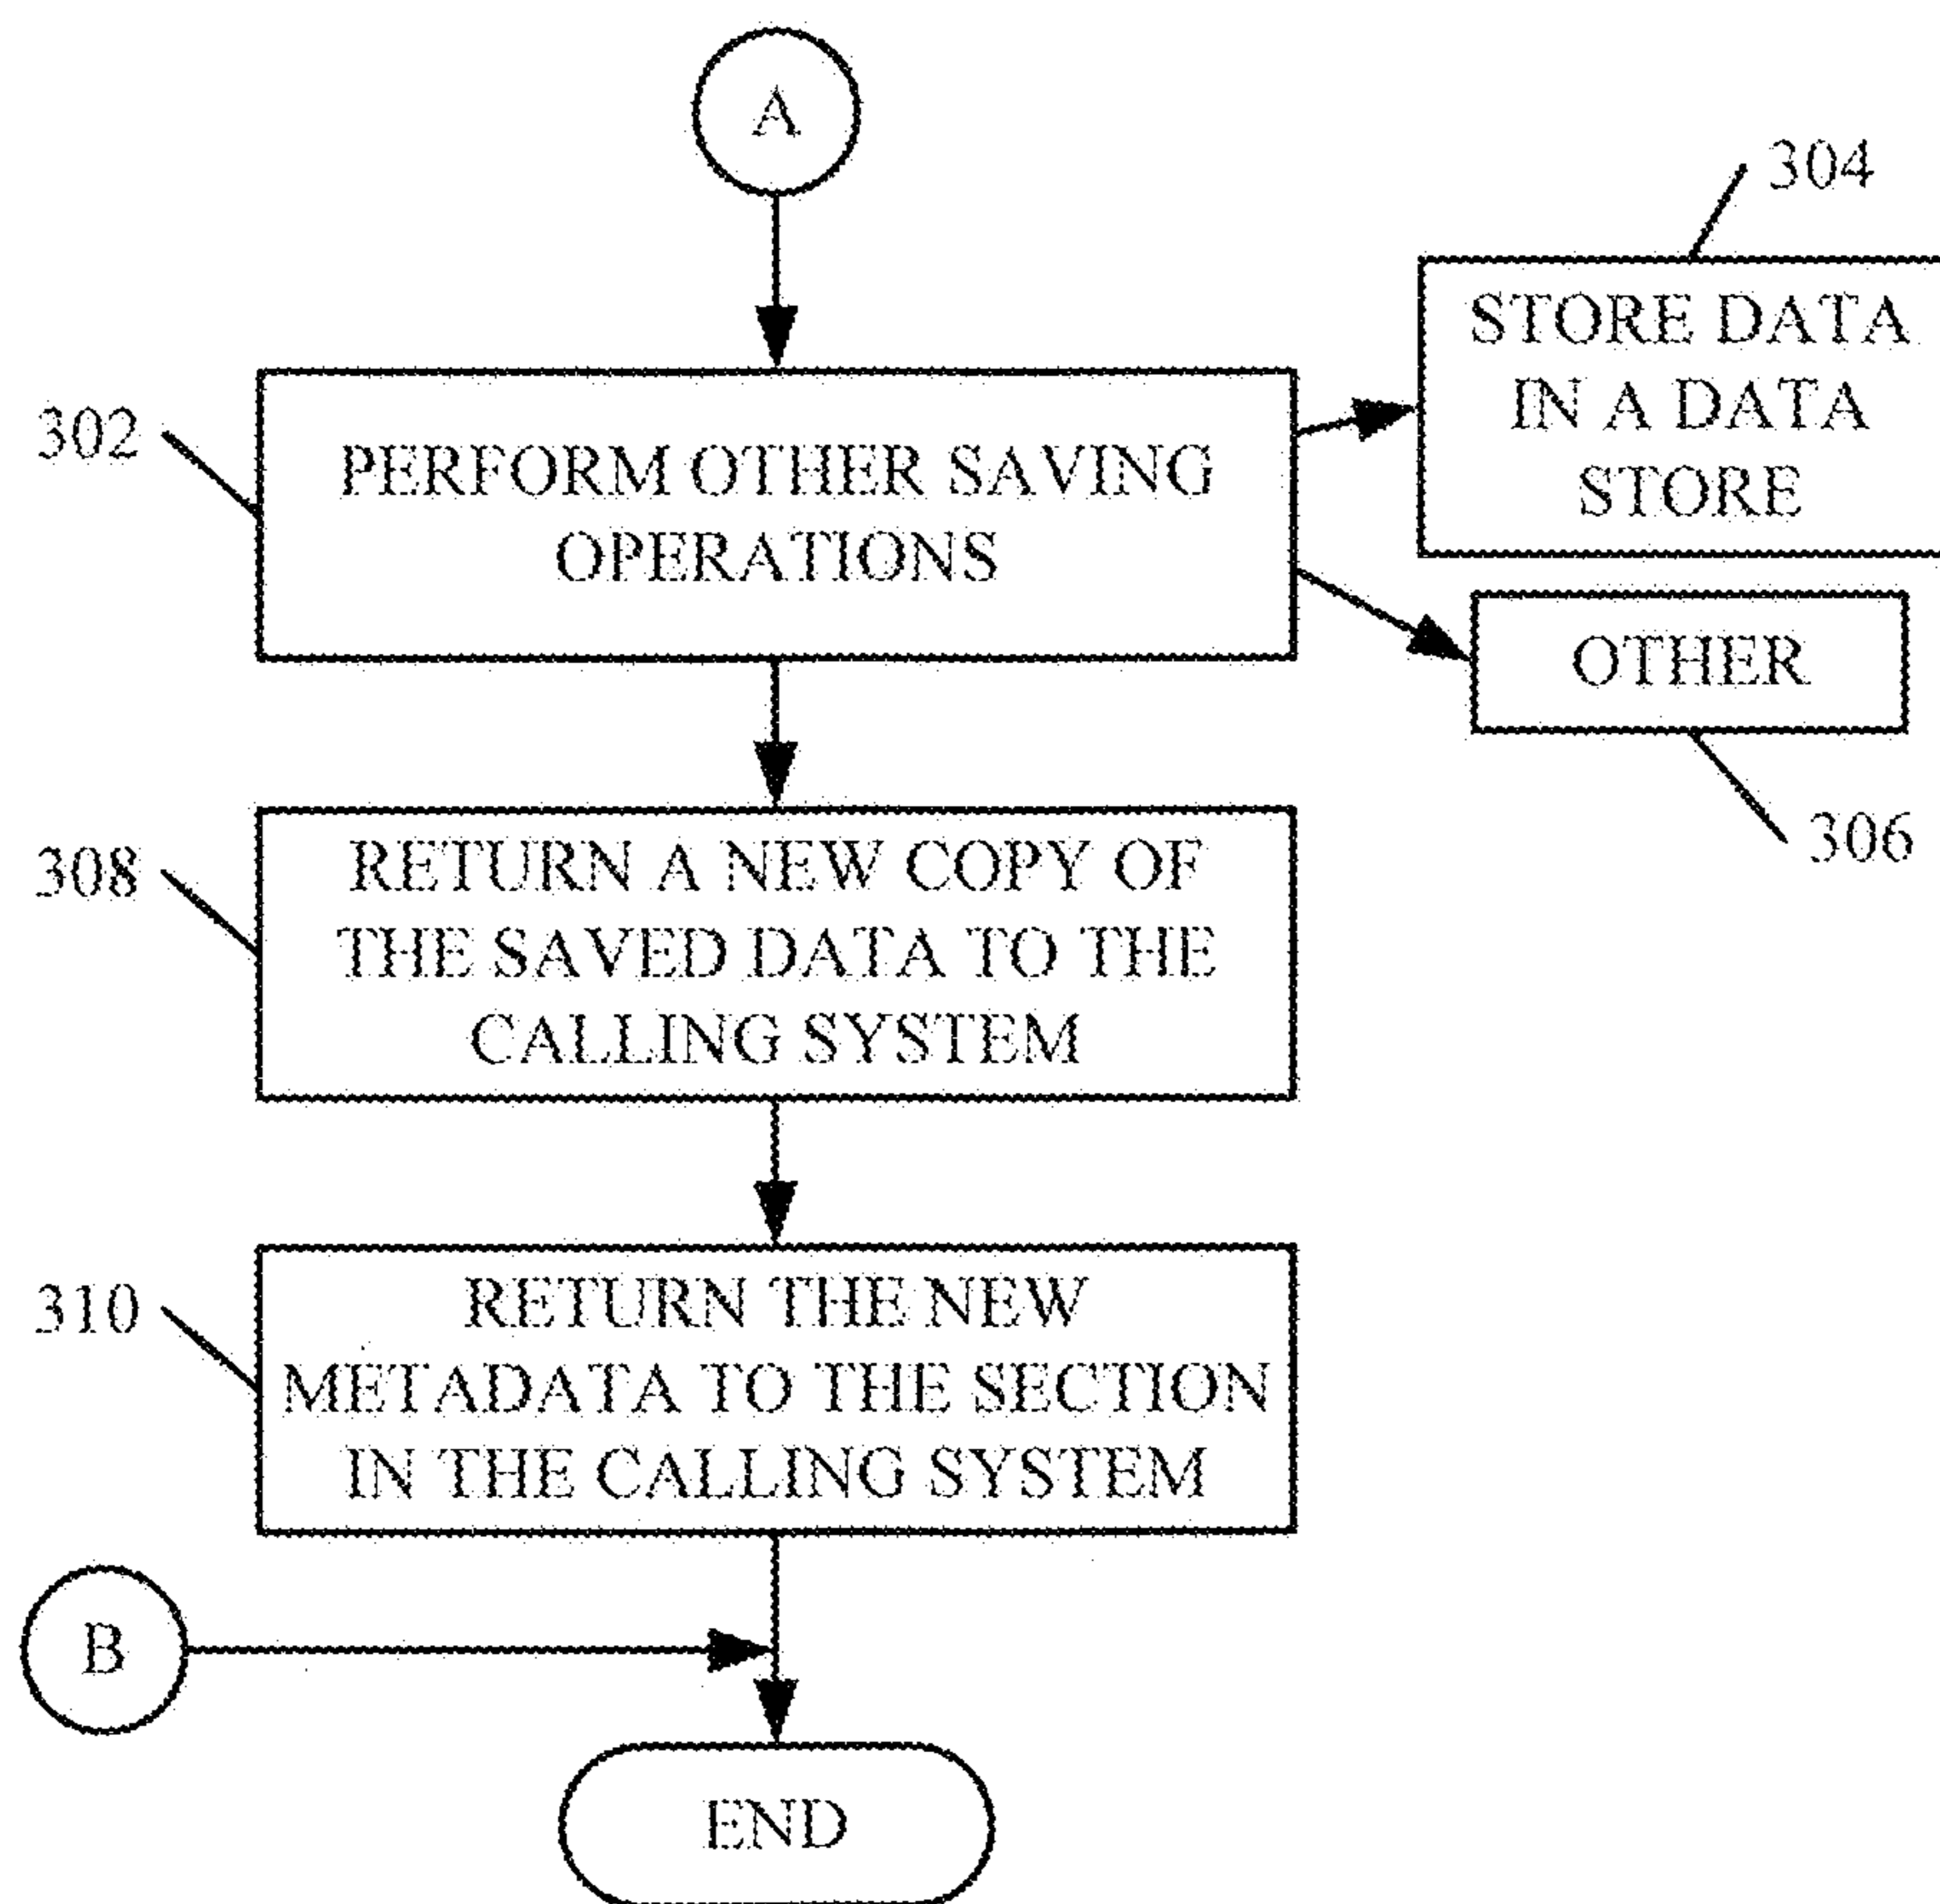 A
304
STORE DATA
IN A DATA
STORE
302
PERFORM OTHER SAVING
OPERATIONS
OTHER
306
308
RETURN A NEW COPY OF
THE SAVED DATA TO THE
CALLING SYSTEM
310
RETURN THE NEW
METADATA TO THE SECTION
IN THE CALLING SYSTEM
B
END